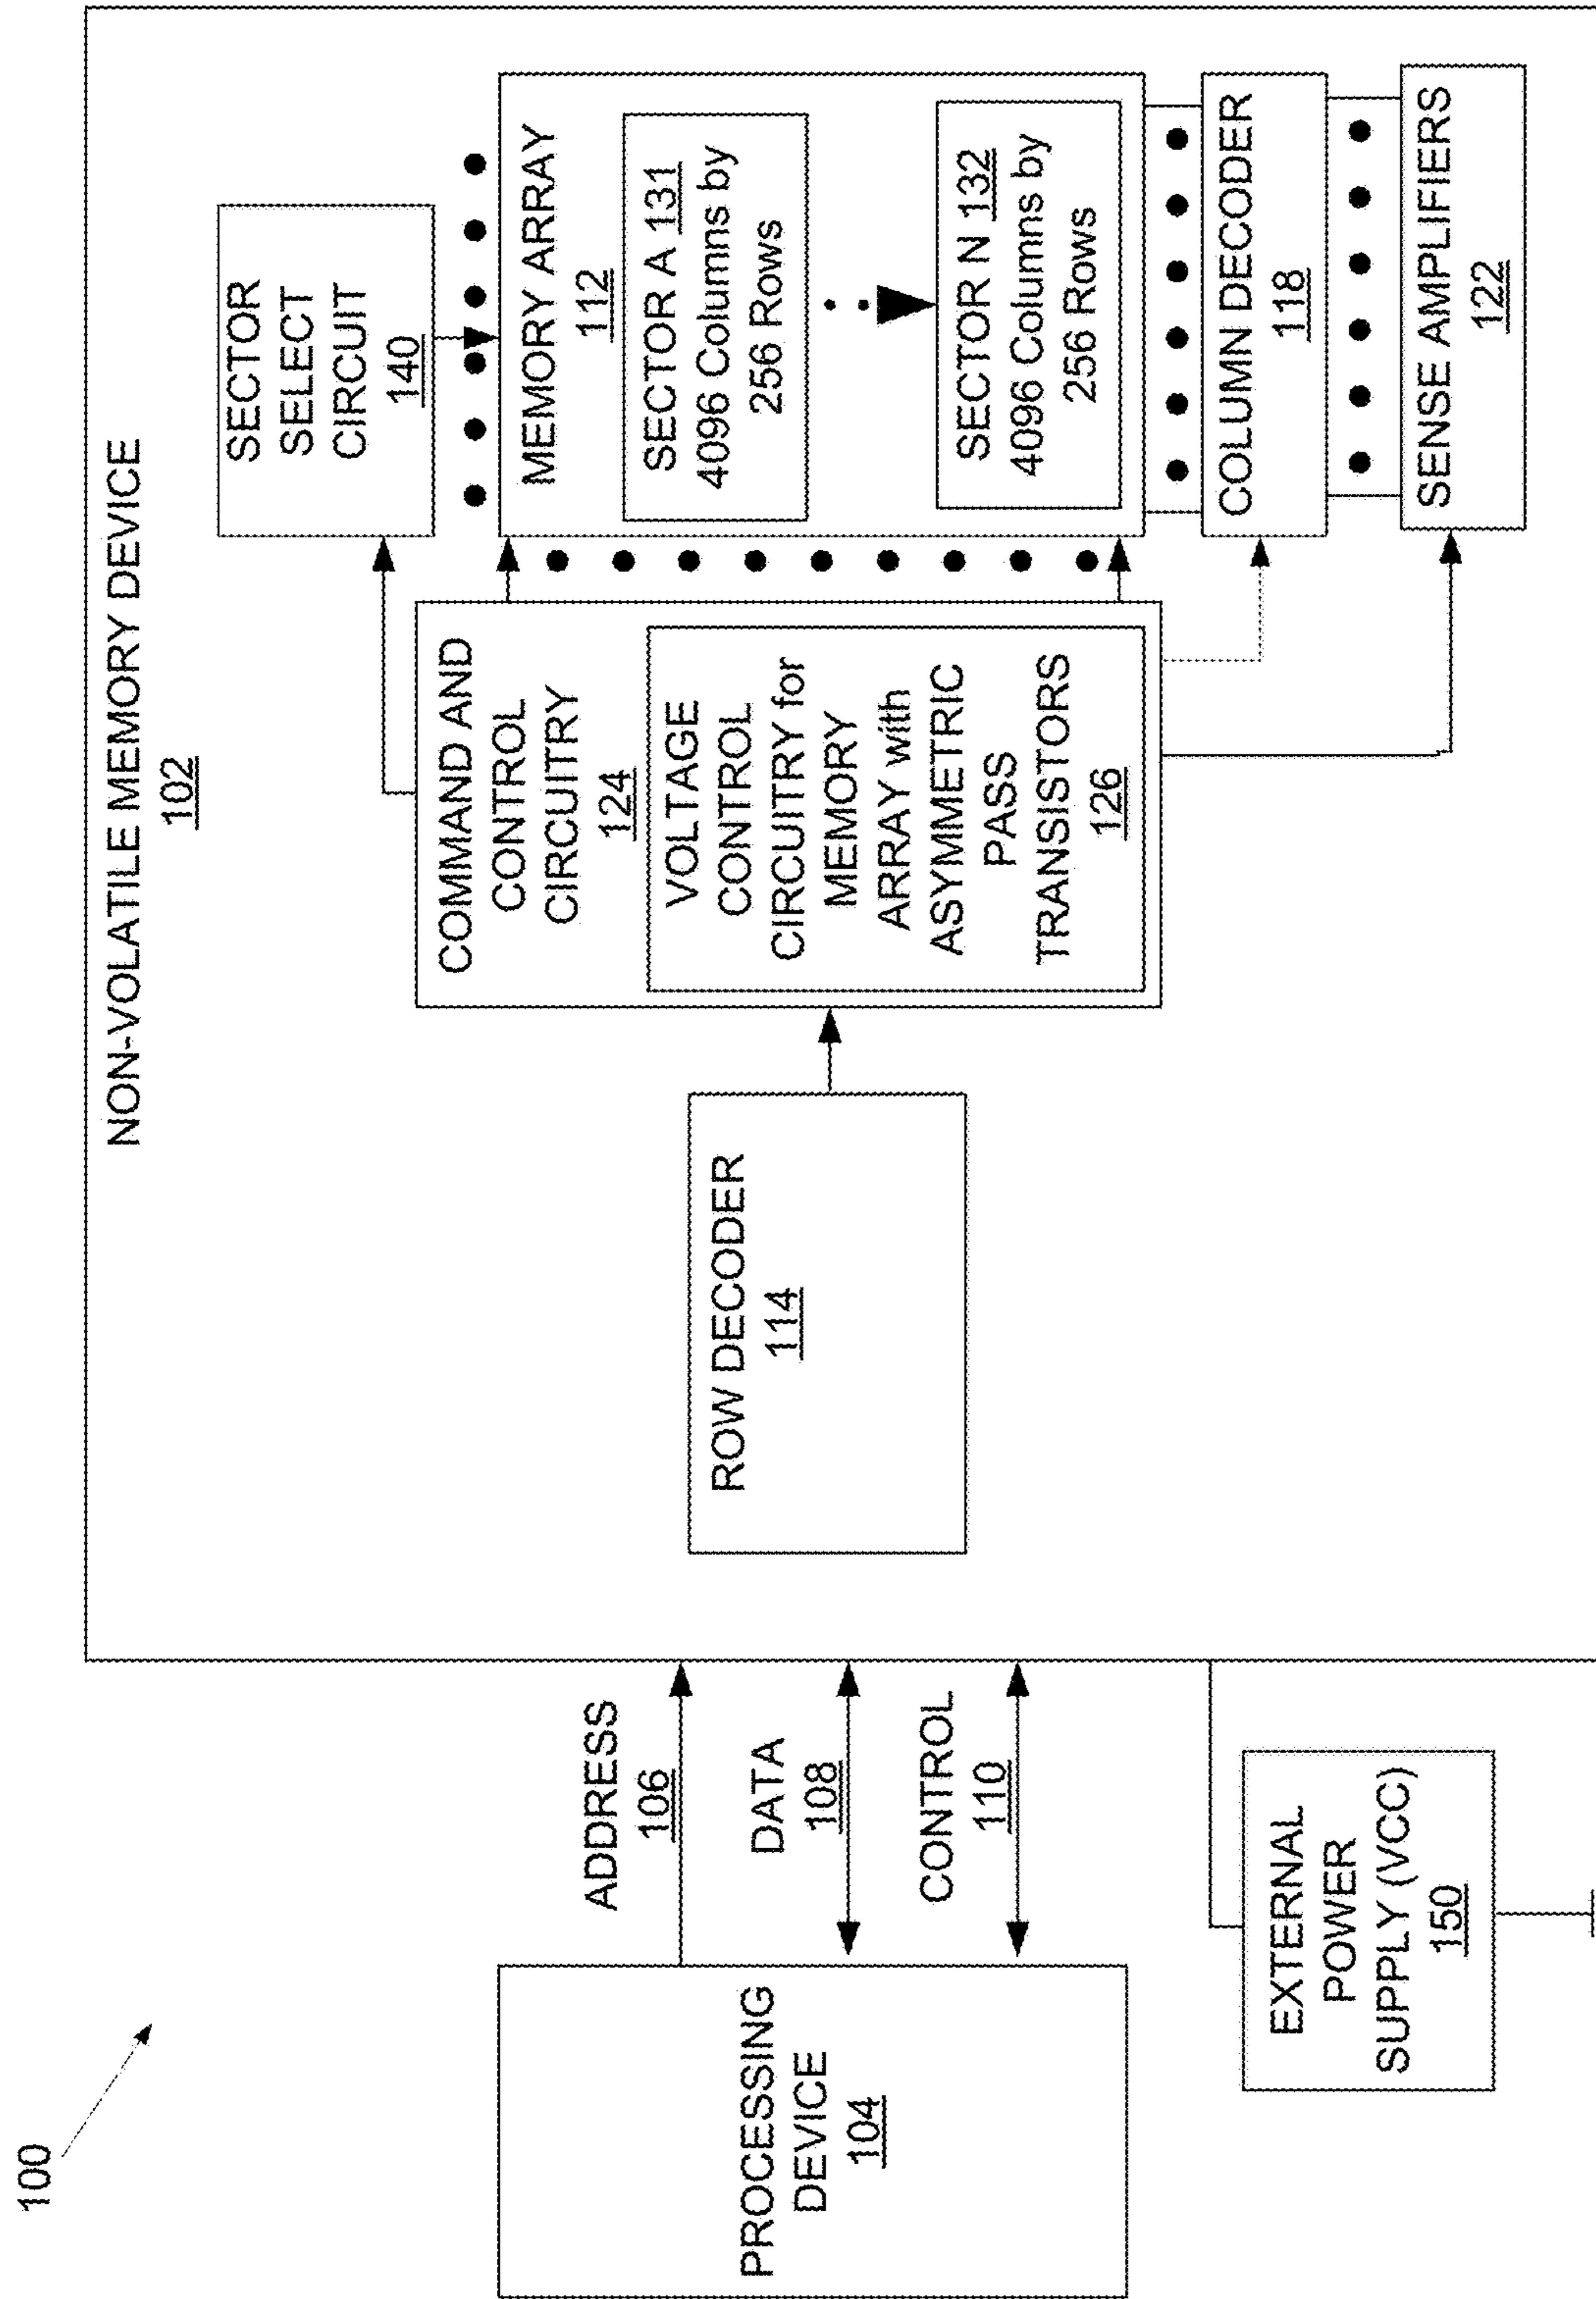 100
PROCESSING
DEVICE
104
ADDRESS
106
DATA
108
CONTROL
110
EXTERNAL
POWER
SUPPLY (VCC)
150
NON-VOLATILE MEMORY DEVICE
102
ROW DECODER
114
COMMAND AND
CONTROL
CIRCUITRY
124
VOLTAGE
CONTROL
CIRCUITRY for
MEMORY
ARRAY with
ASYMMETRIC
PASS
TRANSISTORS
126
SECTOR
SELECT
CIRCUIT
140
MEMORY ARRAY
112
SECTOR A 131
4096 Columns by
256 Rows
SECTOR N 132
4096 Columns by
256 Rows
COLUMN DECODER
118
SENSE AMPLIFIERS
122